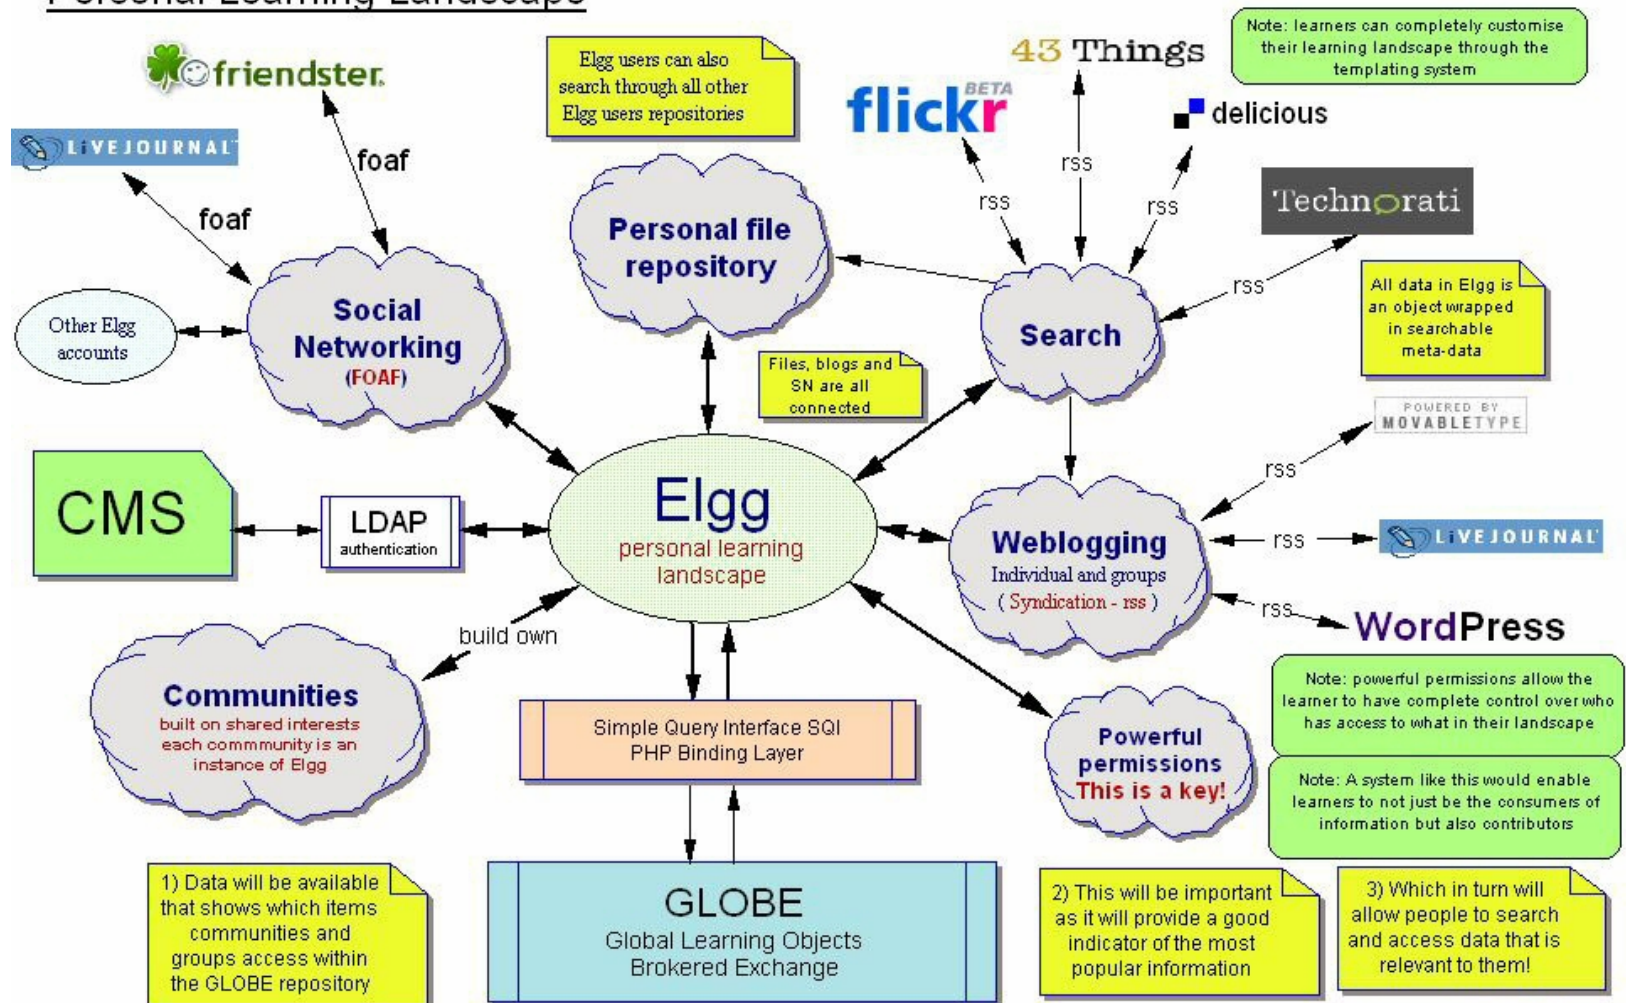 Personal Learning Landscape
friendster.
LiVEJOURNAL
foaf
foaf
Other Elgg
accounts
Social
Networking
(FOAF)
Elgg users can also
search through all other
Elgg users repositories
Personal file
repository
43 Things
flickr BETA
delicious
Note: learners can completely customise
their learning landscape through the
templating system
rss
rss
rss
rss
Technorati
Search
All data in Elgg is
an object wrapped
in searchable
meta-data
Files, blogs and
SN are all
connected
POWERED BY
MOVABLETYPE
rss
CMS
LDAP
authentication
Elgg
personal learning
landscape
Weblogging
Individual and groups
( Syndication - rss )
rss
LiVEJOURNAL
rss
WordPress
build own
Communities
built on shared interests
each commmunity is an
instance of Elgg
Simple Query Interface SQI
PHP Binding Layer
Powerful
permissions
This is a key!
Note: powerful permissions allow the
learner to have complete control over who
has access to what in their landscape
Note: A system like this would enable
learners to not just be the consumers of
information but also contributors
1) Data will be available
that shows which items
communities and
groups access within
the GLOBE repository
GLOBE
Global Learning Objects
Brokered Exchange
2) This will be important
as it will provide a good
indicator of the most
popular information
3) Which in turn will
allow people to search
and access data that is
relevant to them!